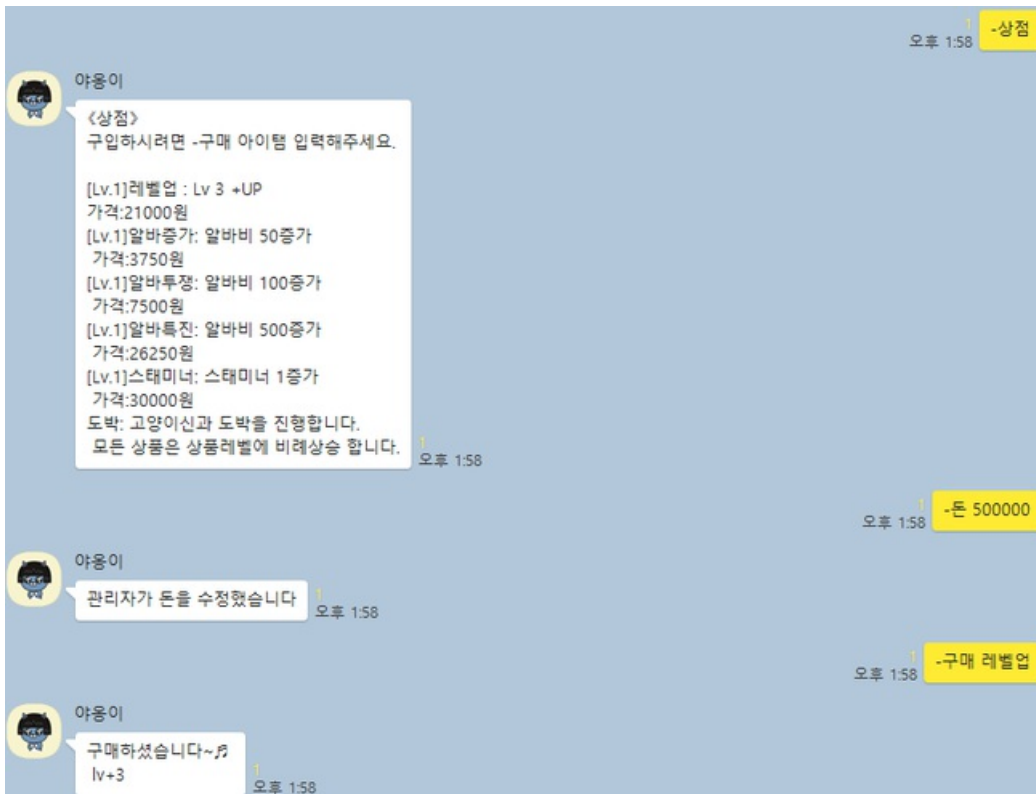 -상점
1
오후 1:58
야옹이
《상점》
구입하시려면 -구매 아이탬 입력해주세요.
[Lv.1]레벨업 : Lv 3 +UP
가격:21000원
[Lv.1]알바증가: 알바비 50증가
가격:3750원
[Lv.1]알바투쟁: 알바비 100증가
가격:7500원
[Lv.1]알바특진: 알바비 500증가
가격:26250원
[Lv.1]스태미너: 스태미너 1증가
가격:30000원
도박: 고양이신과 도박을 진행합니다.
모든 상품은 상품레벨에 비례상승 합니다.
1
오후 1:58
-돈 500000
1
오후 1:58
야옹이
관리자가 돈을 수정했습니다
1
오후 1:58
-구매 레벨업
1
오후 1:58
야옹이
구매하셨습니다~♬
lv+3
1
오후 1:58